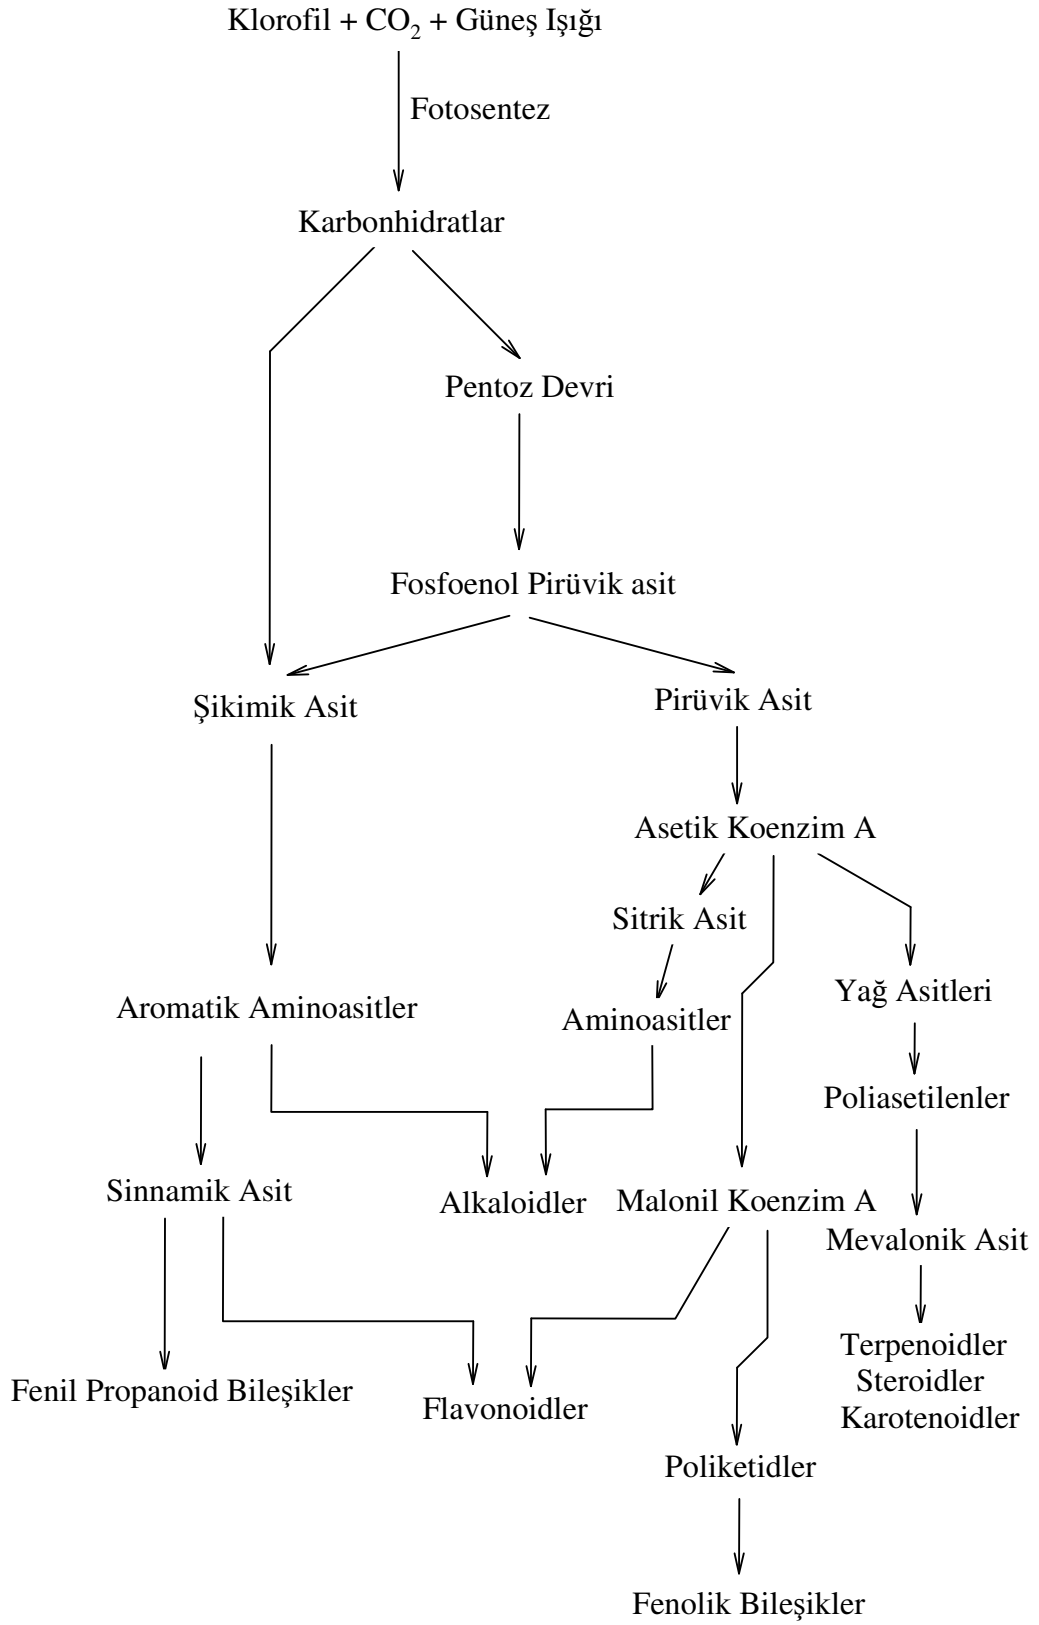 Klorofil + CO₂ + Güneş Işığı
Fotosentez
Karbonhidratlar
Pentoz Devri
Fosfoenol Pirüvik asit
Şikimik Asit
Pirüvik Asit
Asetik Koenzim A
Sitrik Asit
Yağ Asitleri
Aromatik Aminoasitler
Aminoasitler
Poliasetilenler
Sinnamik Asit
Alkaloidler
Malonil Koenzim A
Mevalonik Asit
Terpenoidler
Steroidler
Karotenoidler
Fenil Propanoid Bileşikler
Flavonoidler
Poliketidler
Fenolik Bileşikler